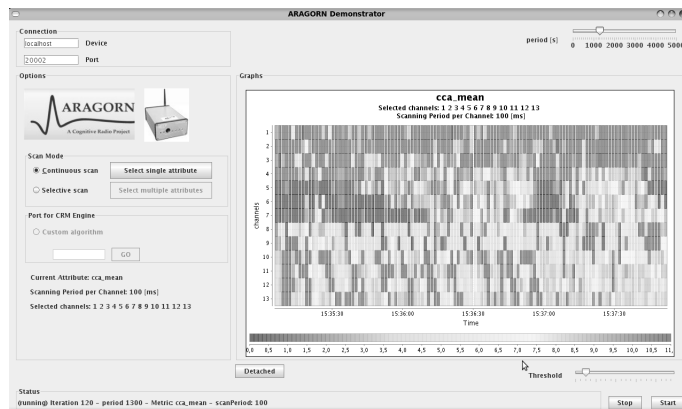 ARAGORN Demonstrator
Connection
localhost Device
20002 Port
period [s]
0 1000 2000 3000 4000 5000
Options
ARAGORN
A Cognitive Radio Project
Scan Mode
Continuous scan Select single attribute
Selective scan Select multiple attributes
Port for CRM Engine
Custom algorithm
GO
Current Attribute: cca_mean
Scanning Period per Channel: 100 [ms]
Selected channels: 1 2 3 4 5 6 7 8 9 10 11 12 13
Graphs
cca_mean
Selected channels: 1 2 3 4 5 6 7 8 9 10 11 12 13
Scanning Period per Channel: 100 [ms]
channels
1
2
3
4
5
6
7
8
9
10
11
12
13
15:35:30 15:36:00 15:36:30 15:37:00 15:37:30
Time
0,0 0,5 1,0 1,5 2,0 2,5 3,0 3,5 4,0 4,5 5,0 5,5 6,0 6,5 7,0 7,5 8,0 8,5 9,0 9,5 10,0 10,5 11,
Detached
Threshold
Status
(running) Iteration 120 - period 1300 - Metric: cca_mean - scanPeriod: 100
Stop Start